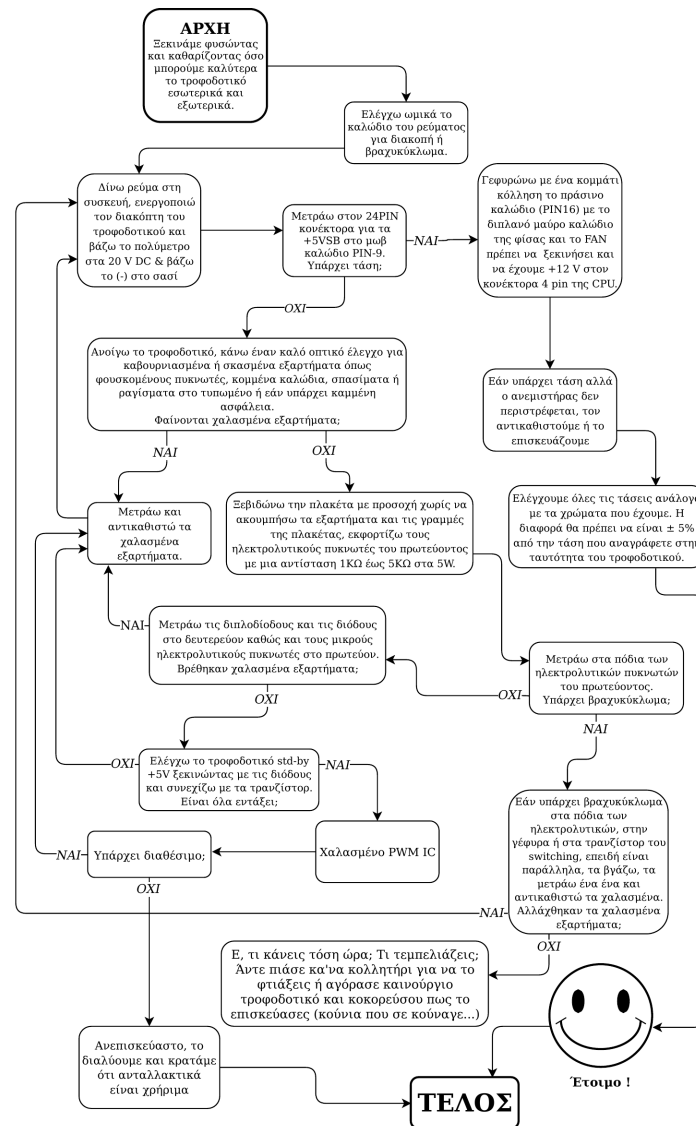 ΑΡΧΗ
Ξεκινάμε φυσώντας
και καθαρίζοντας όσο
μπορούμε καλύτερα
το τροφοδοτικό
εσωτερικά και
εξωτερικά.
Ελέγχω ωμικά το
καλώδιο του ρεύματος
για διακοπή ή
βραχυκύκλωμα.
Δίνω ρεύμα στη
συσκευή, ενεργοποιώ
τον διακόπτη του
τροφοδοτικού και
βάζω το πολύμετρο
στα 20 V DC & βάζω
το (-) στο σασί
Μετράω στον 24PIN
κονέκτορα για τα
+5VSB στο μωβ
καλώδιο PIN-9.
Υπάρχει τάση;
ΝΑΙ
Γεφυρώνω με ένα κομμάτι
κόλληση το πράσινο
καλώδιο (PIN16) με το
διπλανό μαύρο καλώδιο
της φίσας και το FAN
πρέπει να ξεκινήσει και
να έχουμε +12 V στον
κονέκτορα 4 pin της CPU.
ΟΧΙ
Ανοίγω το τροφοδοτικό, κάνω έναν καλό οπτικό έλεγχο για
καβουρνιασμένα ή σκασμένα εξαρτήματα όπως
φουσκομένους πυκνωτές, κομμένα καλώδια, σπασίματα ή
ραγίσματα στο τυπωμένο ή εάν υπάρχει καμμένη
ασφάλεια.
Φαίνονται χαλασμένα εξαρτήματα;
Εάν υπάρχει τάση αλλά
ο ανεμιστήρας δεν
περιστρέφεται, τον
αντικαθιστούμε ή το
επισκευάζουμε
ΝΑΙ
ΟΧΙ
Μετράω και
αντικαθιστώ τα
χαλασμένα
εξαρτήματα.
Ξεβιδώνω την πλακέτα με προσοχή χωρίς να
ακουμπήσω τα εξαρτήματα και τις γραμμές
της πλακέτας, εκφορτίζω τους
ηλεκτρολυτικούς πυκνωτές του πρωτεύοντος
με μια αντίσταση 1ΚΩ έως 5ΚΩ στα 5W.
Ελέγχουμε όλες τις τάσεις ανάλογα
με τα χρώματα που έχουμε. Η
διαφορά θα πρέπει να είναι ± 5%
από την τάση που αναγράφετε στην
ταυτότητα του τροφοδοτικού.
ΝΑΙ
Μετράω τις διπλοδίοδους και τις διόδους
στο δευτερεύον καθώς και τους μικρούς
ηλεκτρολυτικούς πυκνωτές στο πρωτεύον.
Βρέθηκαν χαλασμένα εξαρτήματα;
ΟΧΙ
Μετράω στα πόδια των
ηλεκτρολυτικών πυκνωτών
του πρωτεύοντος.
Υπάρχει βραχυκύκλωμα;
ΟΧΙ
ΝΑΙ
ΟΧΙ
Ελέγχω το τροφοδοτικό std-by
+5V ξεκινώντας με τις διόδους
και συνεχίζω με τα τρανζίστορ.
Είναι όλα εντάξει;
ΝΑΙ
Εάν υπάρχει βραχυκύκλωμα
στα πόδια των
ηλεκτρολυτικών, στην
γέφυρα ή στα τρανζίστορ του
switching, επειδή είναι
παράλληλα, τα βγάζω, τα
μετράω ένα ένα και
αντικαθιστώ τα χαλασμένα.
Αλλάχθηκαν τα χαλασμένα
εξαρτήματα;
ΝΑΙ
Υπάρχει διαθέσιμο;
Χαλασμένο PWM IC
ΟΧΙ
ΝΑΙ
ΟΧΙ
Ε, τι κάνεις τόση ώρα; Τι τεμπελιάζεις;
Άντε πιάσε κα'να κολλητήρι για να το
φτιάξεις ή αγόρασε καινούργιο
τροφοδοτικό και κοκορεύσου πως το
επισκεύασες (κούνια που σε κούναγε...)
Ανεπισκεύαστο, το
διαλύουμε και κρατάμε
ότι ανταλλακτικά
είναι χρήριμα
Έτοιμο !
ΤΕΛΟΣ